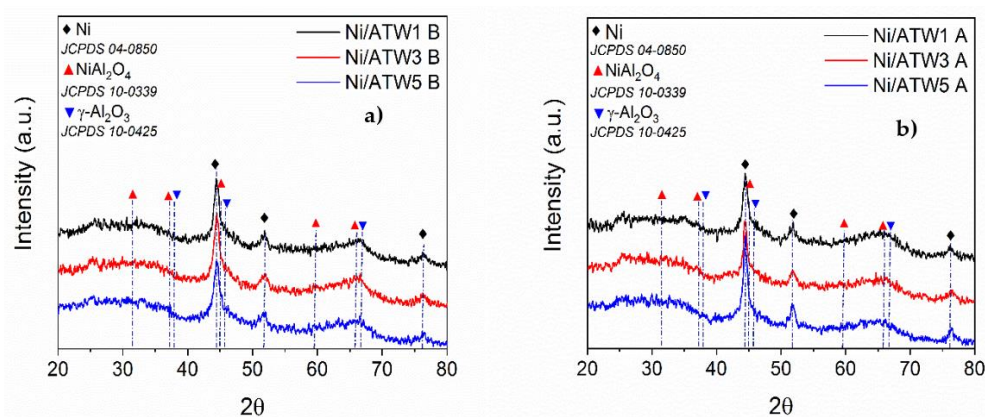 ◆ Ni
JCPDS 04-0850
▲ NiAl₂O₄
JCPDS 10-0339
▼ γ-Al₂O₃
JCPDS 10-0425
Ni/ATW1 B
Ni/ATW3 B
Ni/ATW5 B
a)
Intensity (a.u.)
20 30 40 50 60 70 80
2θ
◆ Ni
JCPDS 04-0850
▲ NiAl₂O₄
JCPDS 10-0339
▼ γ-Al₂O₃
JCPDS 10-0425
Ni/ATW1 A
Ni/ATW3 A
Ni/ATW5 A
b)
Intensity (a.u.)
20 30 40 50 60 70 80
2θ